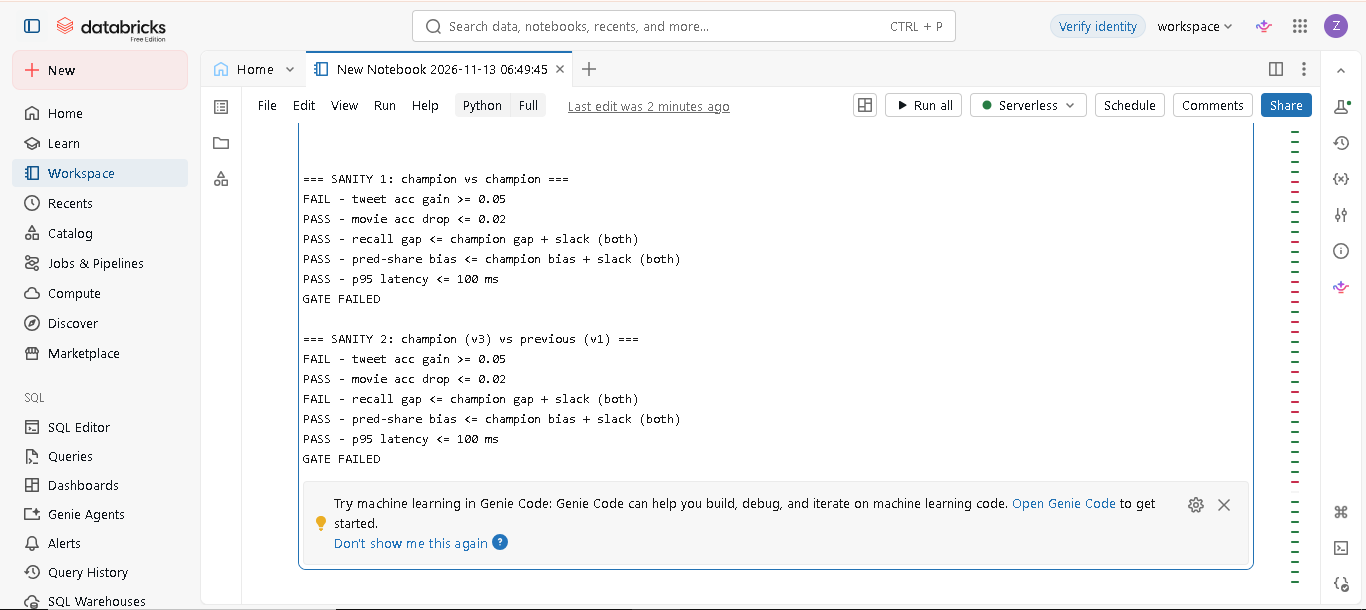 databricks
Free Edition
Search data, notebooks, recents, and more...
CTRL + P
Verify identity
workspace
Z
New
Home
Learn
Workspace
Recents
Catalog
Jobs & Pipelines
Compute
Discover
Marketplace
SQL
SQL Editor
Queries
Dashboards
Genie Agents
Alerts
Query History
SQL Warehouses
Home
New Notebook 2026-11-13 06:49:45
File Edit View Run Help Python Full Last edit was 2 minutes ago
Run all
Serverless
Schedule
Comments
Share
=== SANITY 1: champion vs champion ===
FAIL - tweet acc gain >= 0.05
PASS - movie acc drop <= 0.02
PASS - recall gap <= champion gap + slack (both)
PASS - pred-share bias <= champion bias + slack (both)
PASS - p95 latency <= 100 ms
GATE FAILED
=== SANITY 2: champion (v3) vs previous (v1) ===
FAIL - tweet acc gain >= 0.05
PASS - movie acc drop <= 0.02
FAIL - recall gap <= champion gap + slack (both)
PASS - pred-share bias <= champion bias + slack (both)
PASS - p95 latency <= 100 ms
GATE FAILED
Try machine learning in Genie Code: Genie Code can help you build, debug, and iterate on machine learning code. Open Genie Code to get
started.
Don't show me this again ?